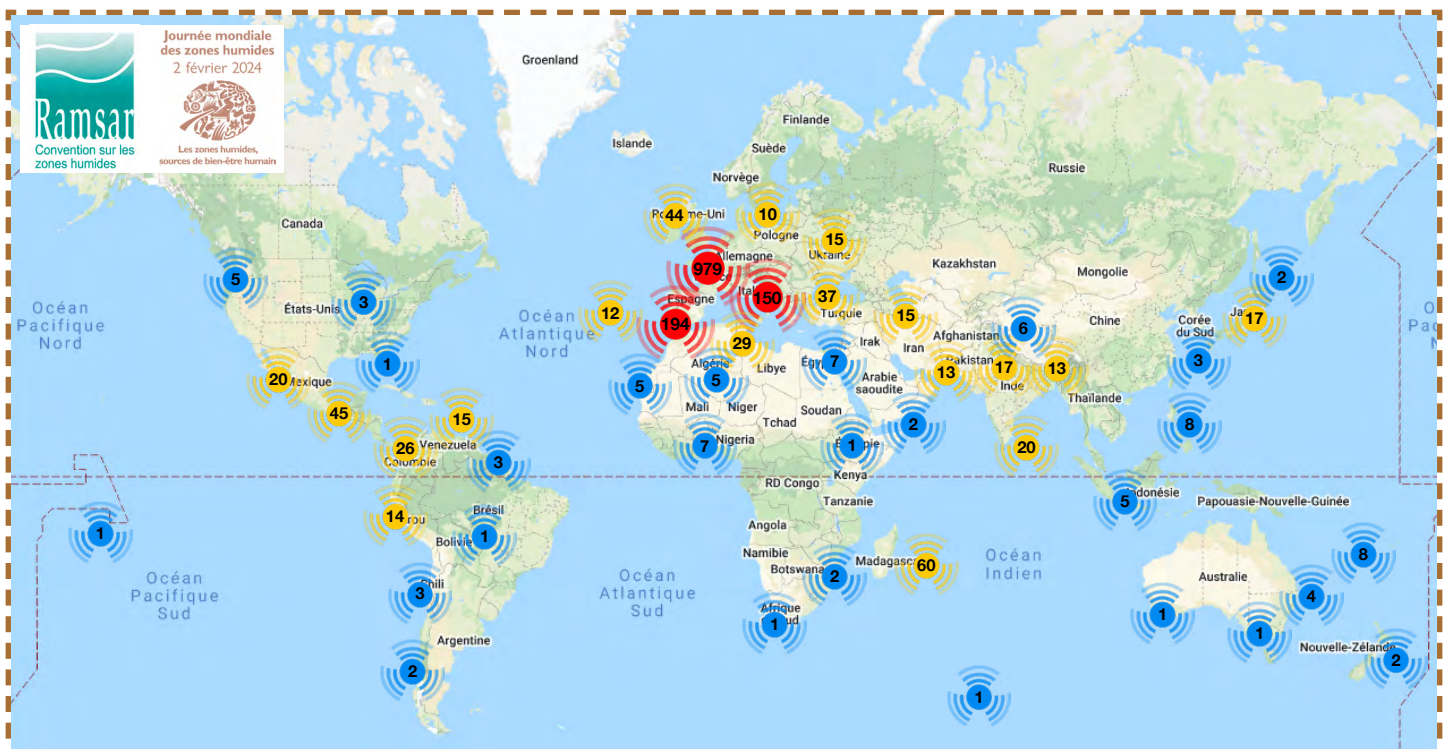 Ramsar
Convention sur les
zones humides
Journée mondiale
des zones humides
2 février 2024
Les zones humides,
sources de bien-être humain
Groenland
Islande
Finlande
Suède
Norvège
Russie
44
10
Pologne
15
Ukraine
Canada
979
Allemagne
Kazakhstan
Mongolie
5
3
États-Unis
Océan
Pacifique
Nord
12
Océan
Atlantique
Nord
Espagne
150
37
Turquie
194
29
15
6
Chine
2
17
Corée
du Sud
3
Afghanistan
Irak
Iran
Pakistan
13
17
13
Inde
1
20
Mexique
5
Algérie
5
Libye
7
Arabie
saoudite
Thaïlande
45
15
Mali
Niger
Soudan
Tchad
2
8
26
Venezuela
Colombie
3
7
Nigeria
1
20
Kenya
RD Congo
Tanzanie
5
Indonésie
Papouasie-Nouvelle-Guinée
14
Brésil
1
1
Angola
8
Océan
Pacifique
Sud
3
Océan
Atlantique
Sud
Namibie
Botswana
2
Madagascar
60
Océan
Indien
Australie
4
1
1
1
Argentine
Nouvelle-Zélande
2
2
1